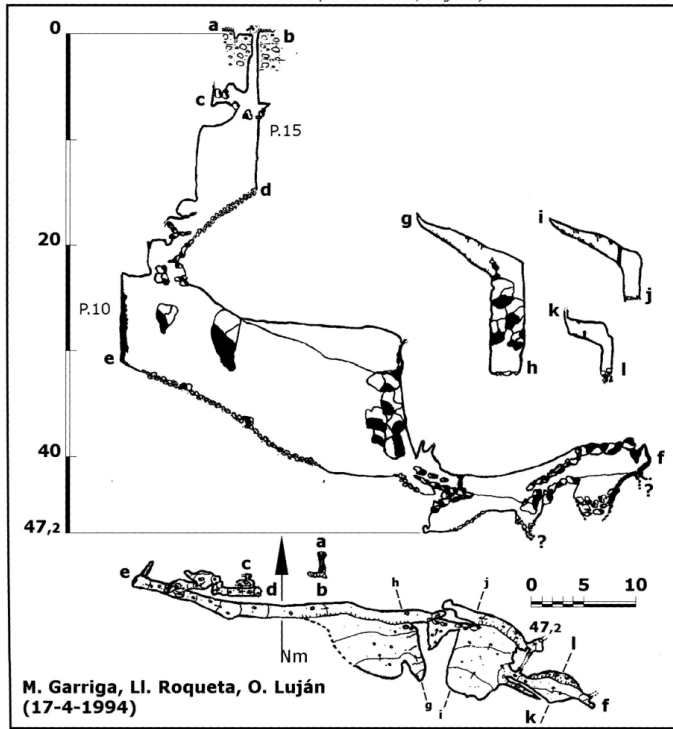 0
a
b
c
P.15
d
20
g
i
j
k
P.10
e
h
l
40
f
?
47,2
?
a
e
c
d
b
h
j
0 5 10
47,2
l
Nm
g
i
k
f
M. Garriga, Ll. Roqueta, O. Luján
(17-4-1994)